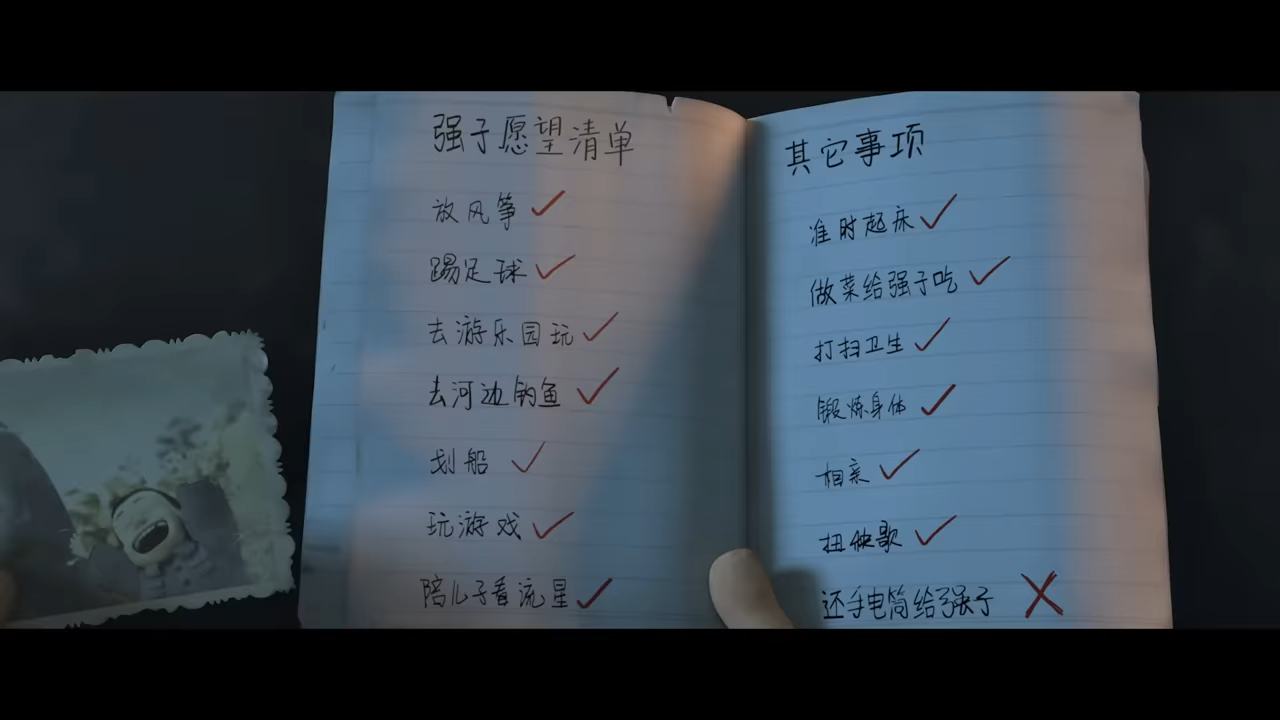 强子愿望清单
放风筝
踢足球
去游乐园玩
去河边钓鱼
划船
玩游戏
陪儿子看流星
其它事项
准时起床
做菜给强子吃
打扫卫生
锻炼身体
相亲
扭秧歌
还手电筒给强子